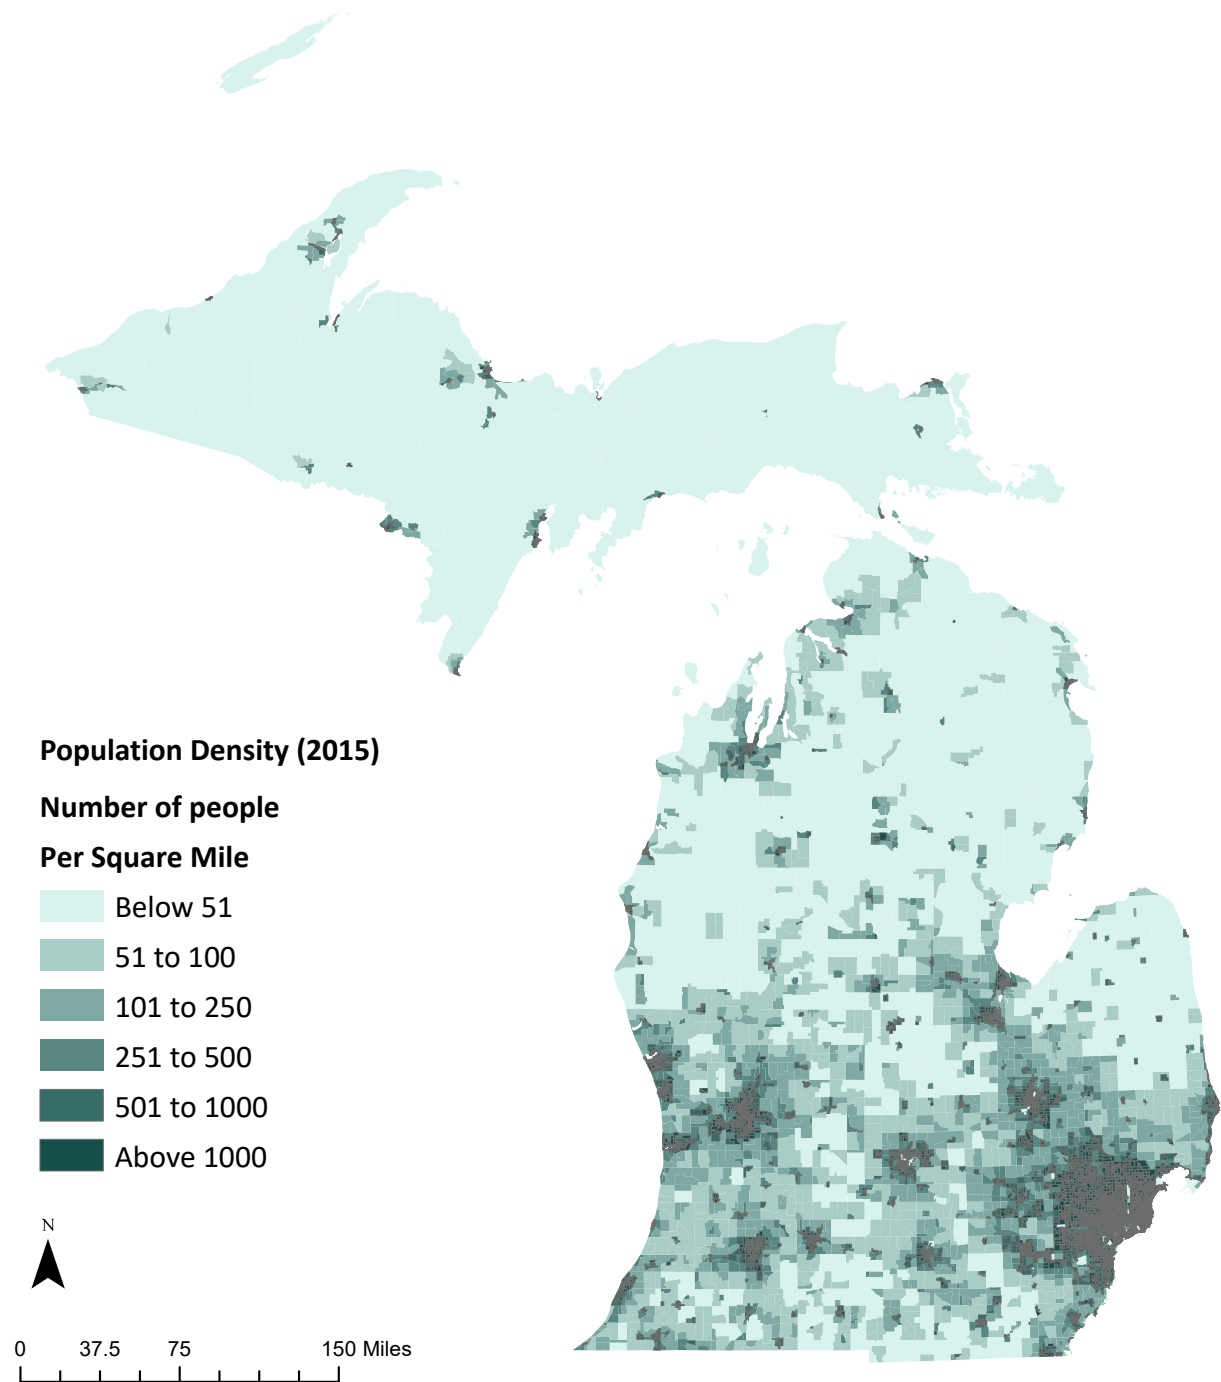 Population Density (2015)
Number of people
Per Square Mile
Below 51
51 to 100
101 to 250
251 to 500
501 to 1000
Above 1000
N
0 37.5 75 150 Miles